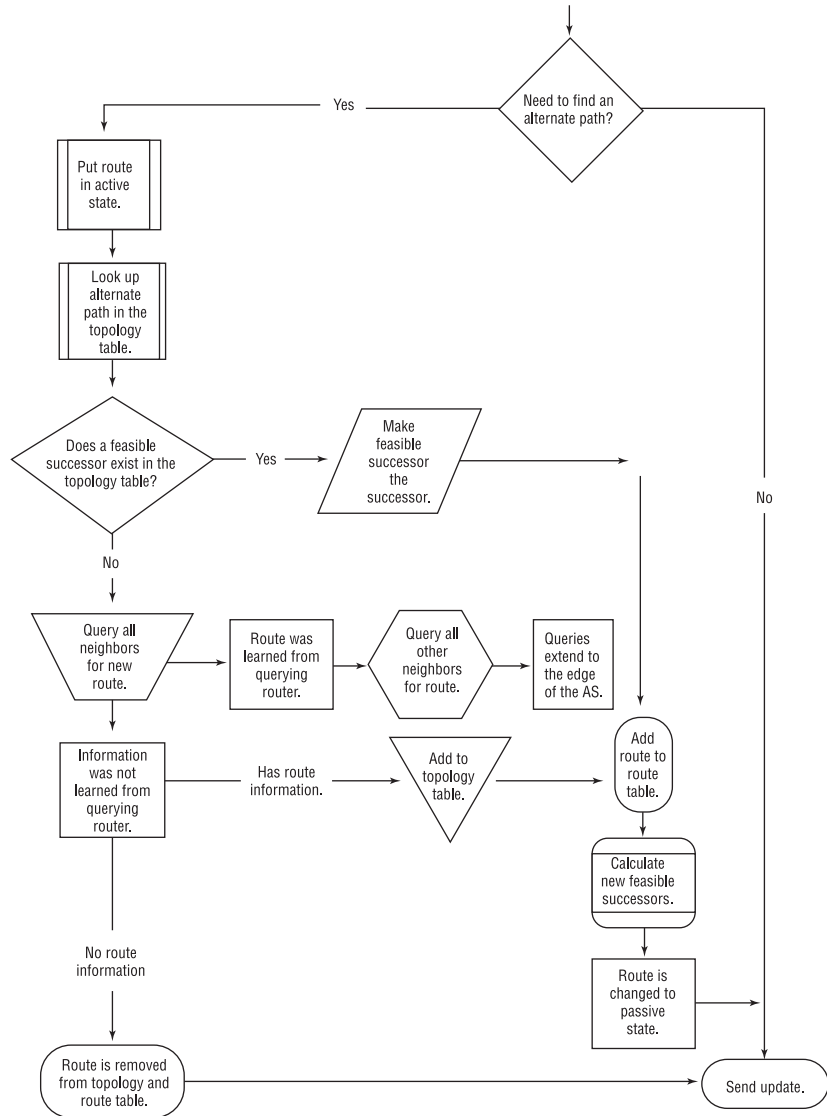 Need to find an
alternate path?
Yes
Put route
in active
state.
Look up
alternate
path in the
topology
table.
Does a feasible
successor exist in the
topology table?
Yes
Make
feasible
successor
the
successor.
No
No
Query all
neighbors
for new
route.
Route was
learned from
querying
router.
Query all
other
neighbors
for route.
Queries
extend to
the edge
of the AS.
Information
was not
learned from
querying
router.
Has route
information.
Add to
topology
table.
Add
route to
route
table.
Calculate
new feasible
successors.
No route
information
Route is
changed to
passive
state.
Route is removed
from topology and
route table.
Send update.